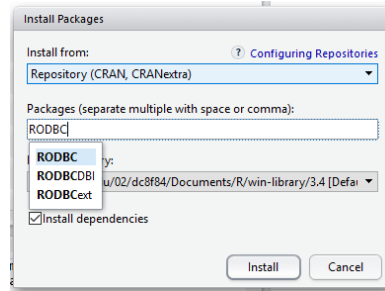 Install Packages
Install from:
? Configuring Repositories
Repository (CRAN, CRANextra)
Packages (separate multiple with space or comma):
RODBC
RODBC
RODBCDBI
RODBCext
ry:
u/02/dc8f84/Documents/R/win-library/3.4 [Defau
Install dependencies
Install
Cancel